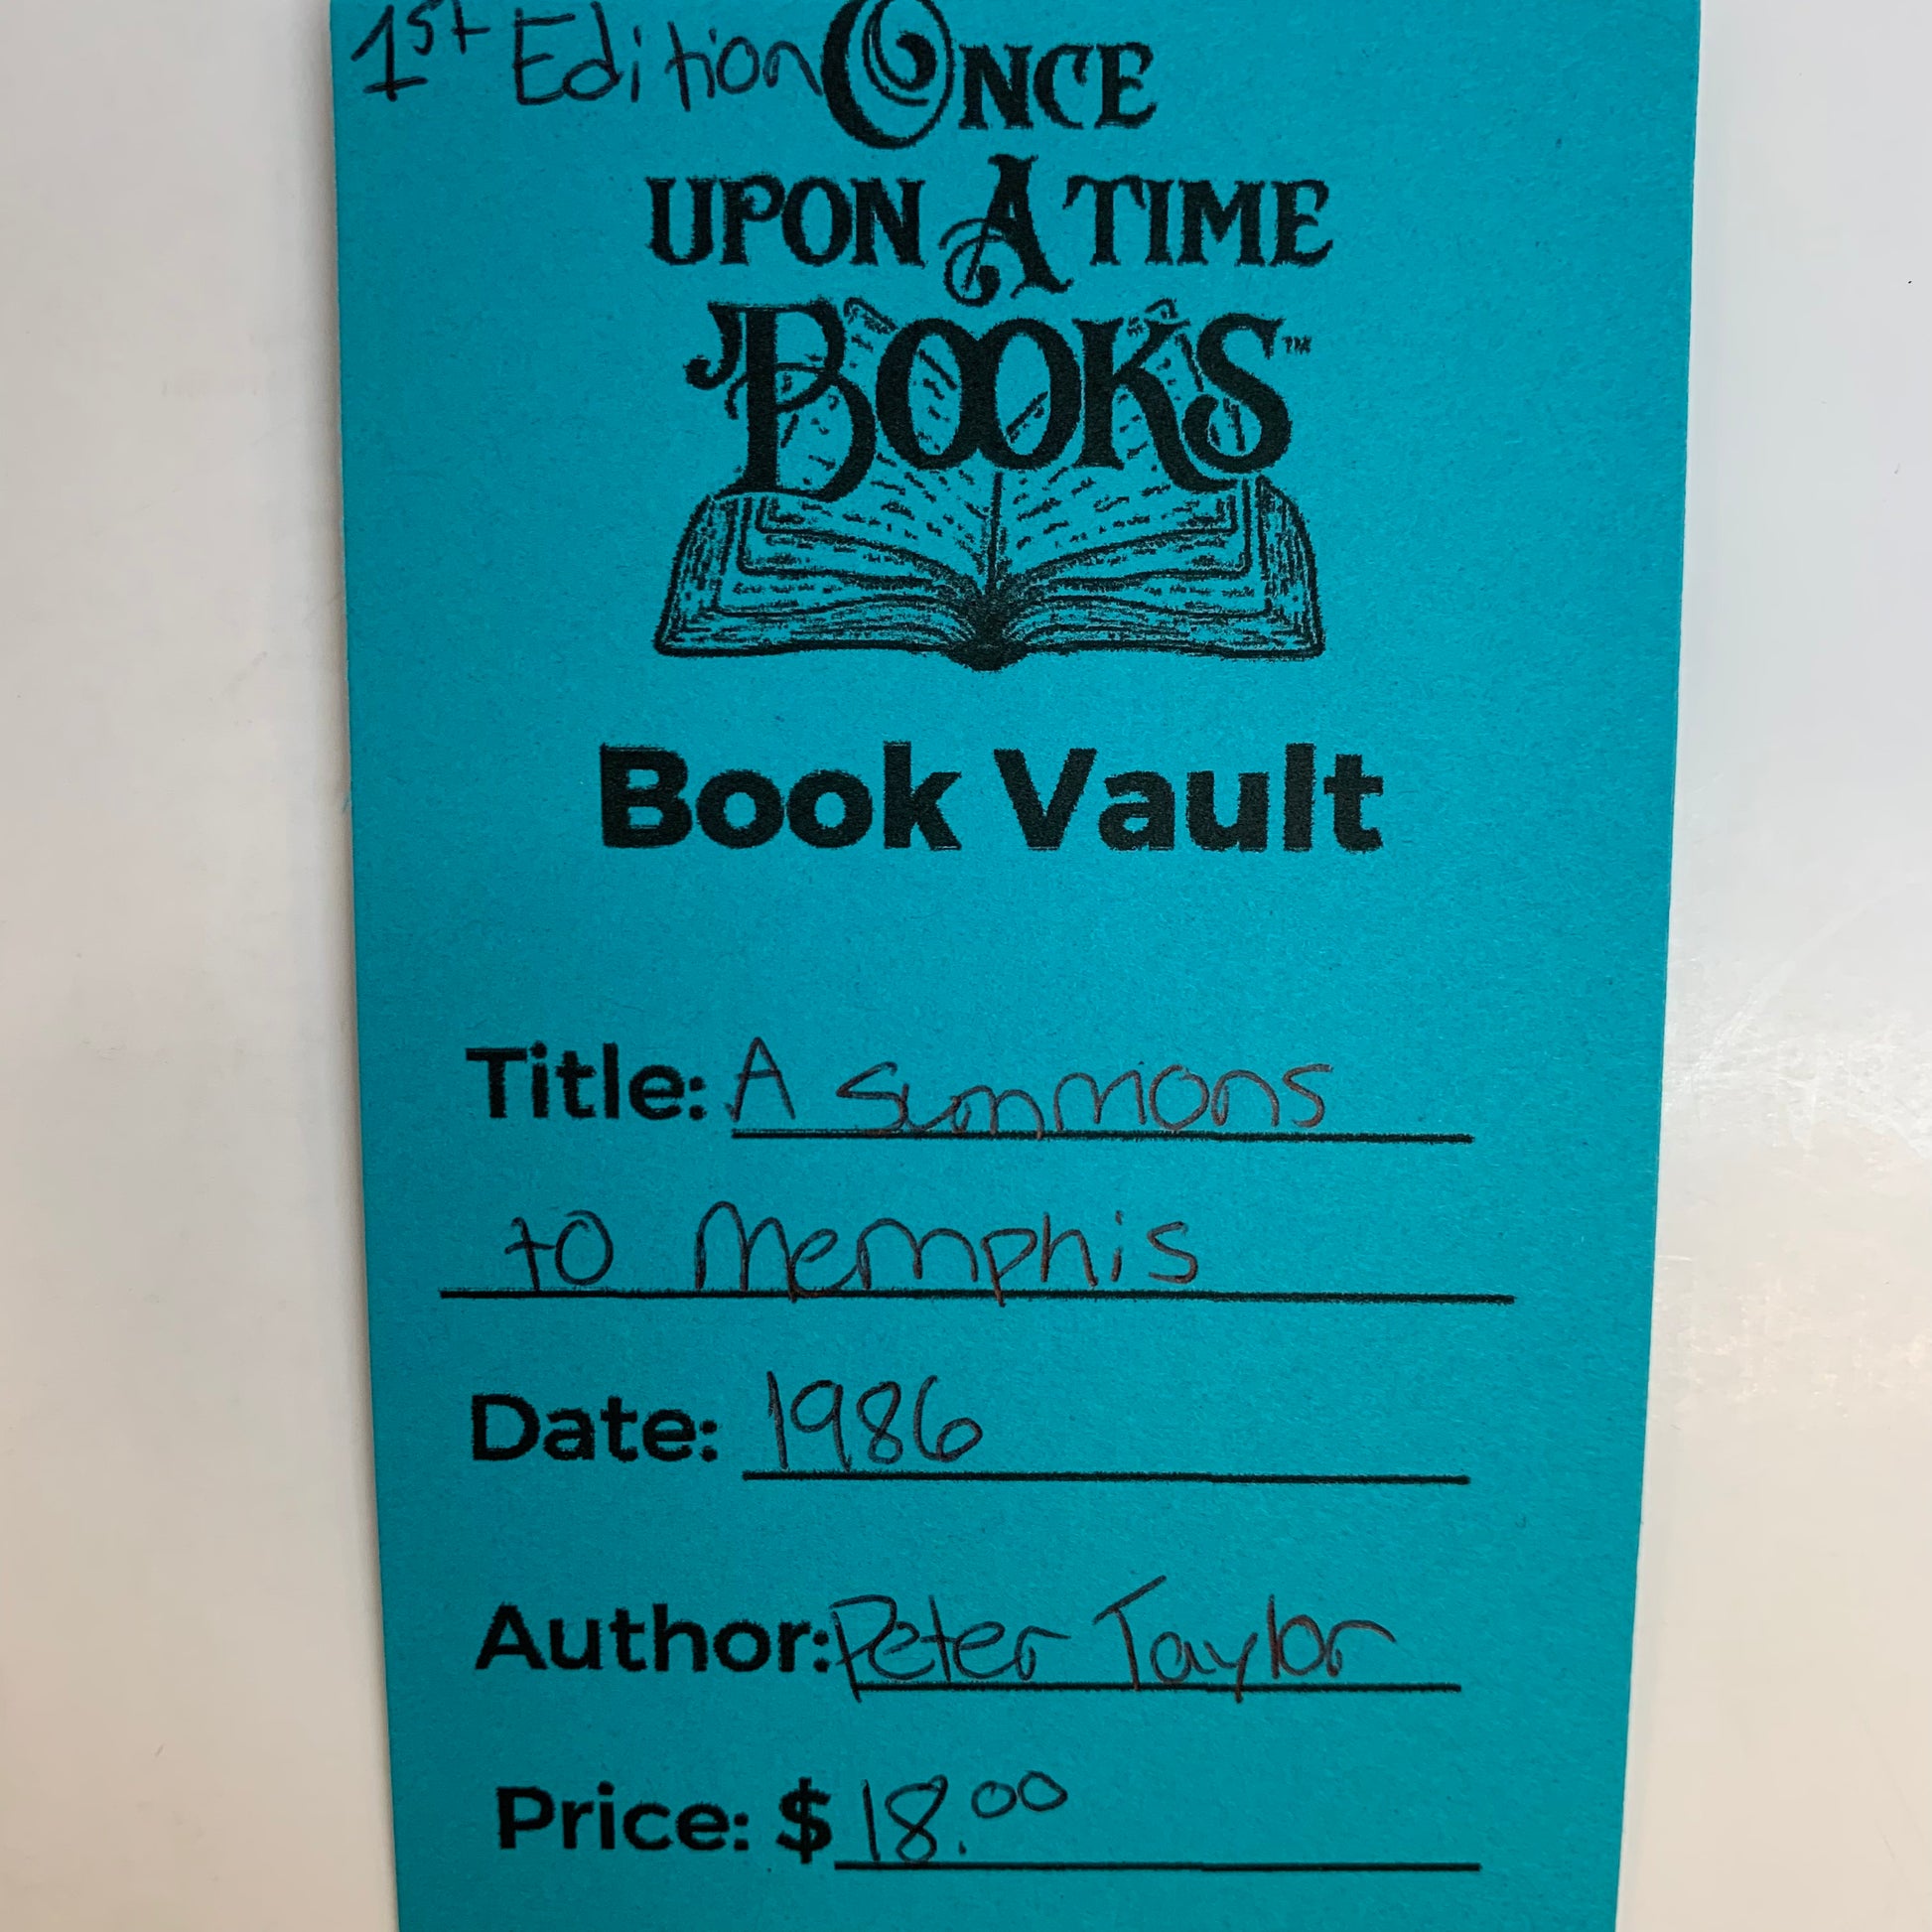 1st Edition
ONCE
UPON A TIME
BOOKS™
Book Vault
Title: A Summons
to Memphis
Date: 1986
Author: Peter Taylor
Price: $18.00